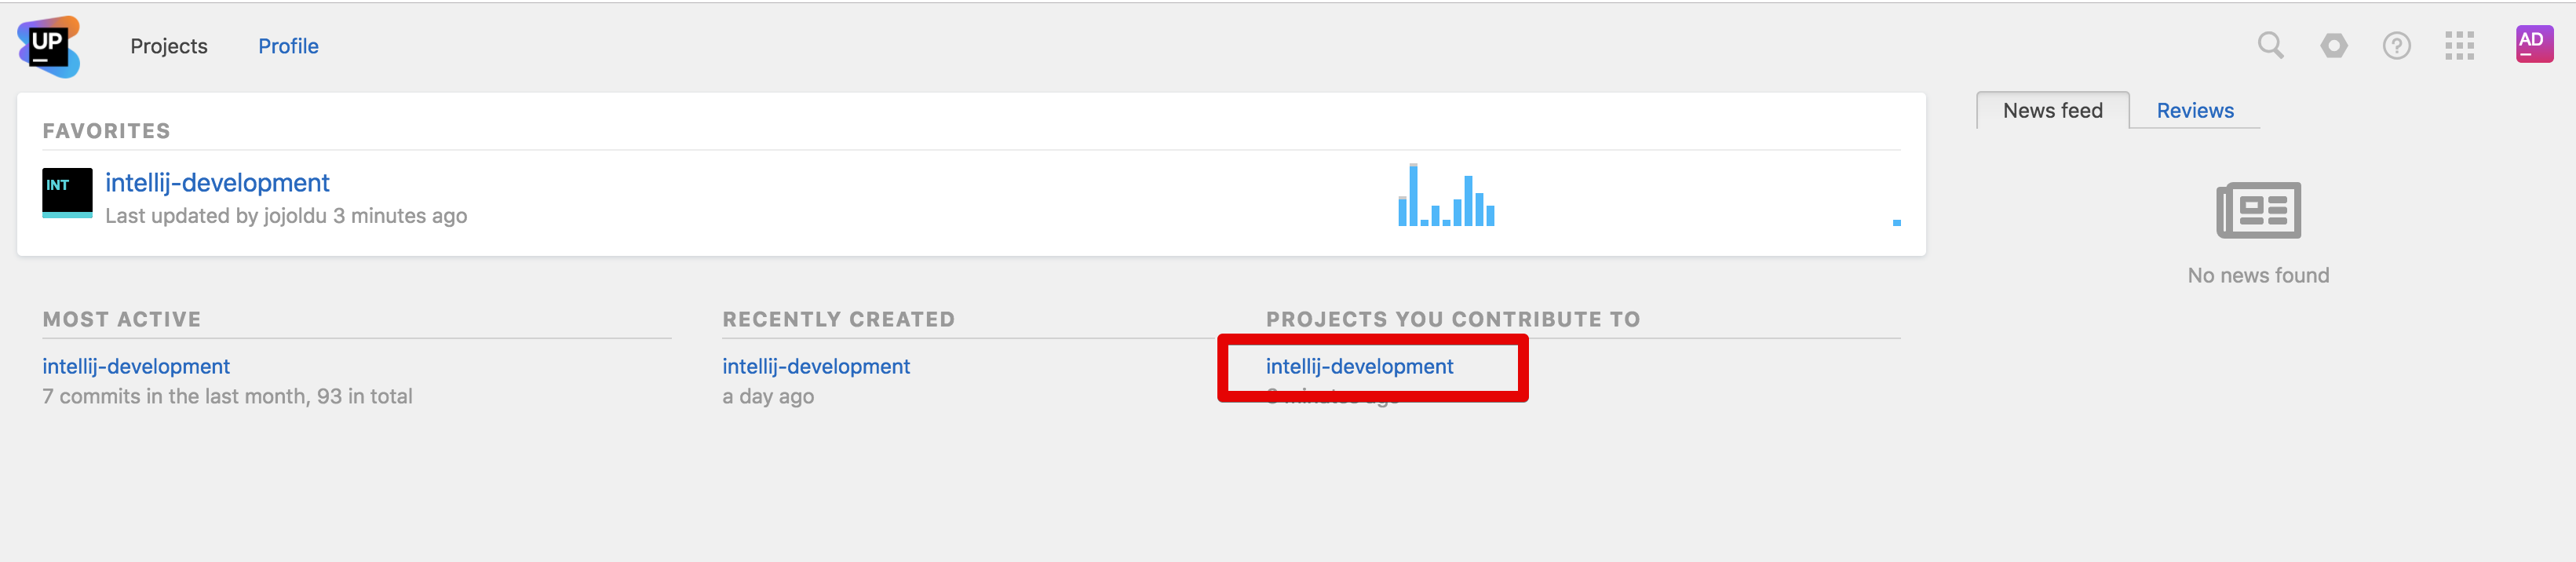 UP
Projects
Profile
AD
FAVORITES
INT
intellij-development
Last updated by jojoldu 3 minutes ago
News feed
Reviews
No news found
MOST ACTIVE
intellij-development
7 commits in the last month, 93 in total
RECENTLY CREATED
intellij-development
a day ago
PROJECTS YOU CONTRIBUTE TO
intellij-development
minutes ago